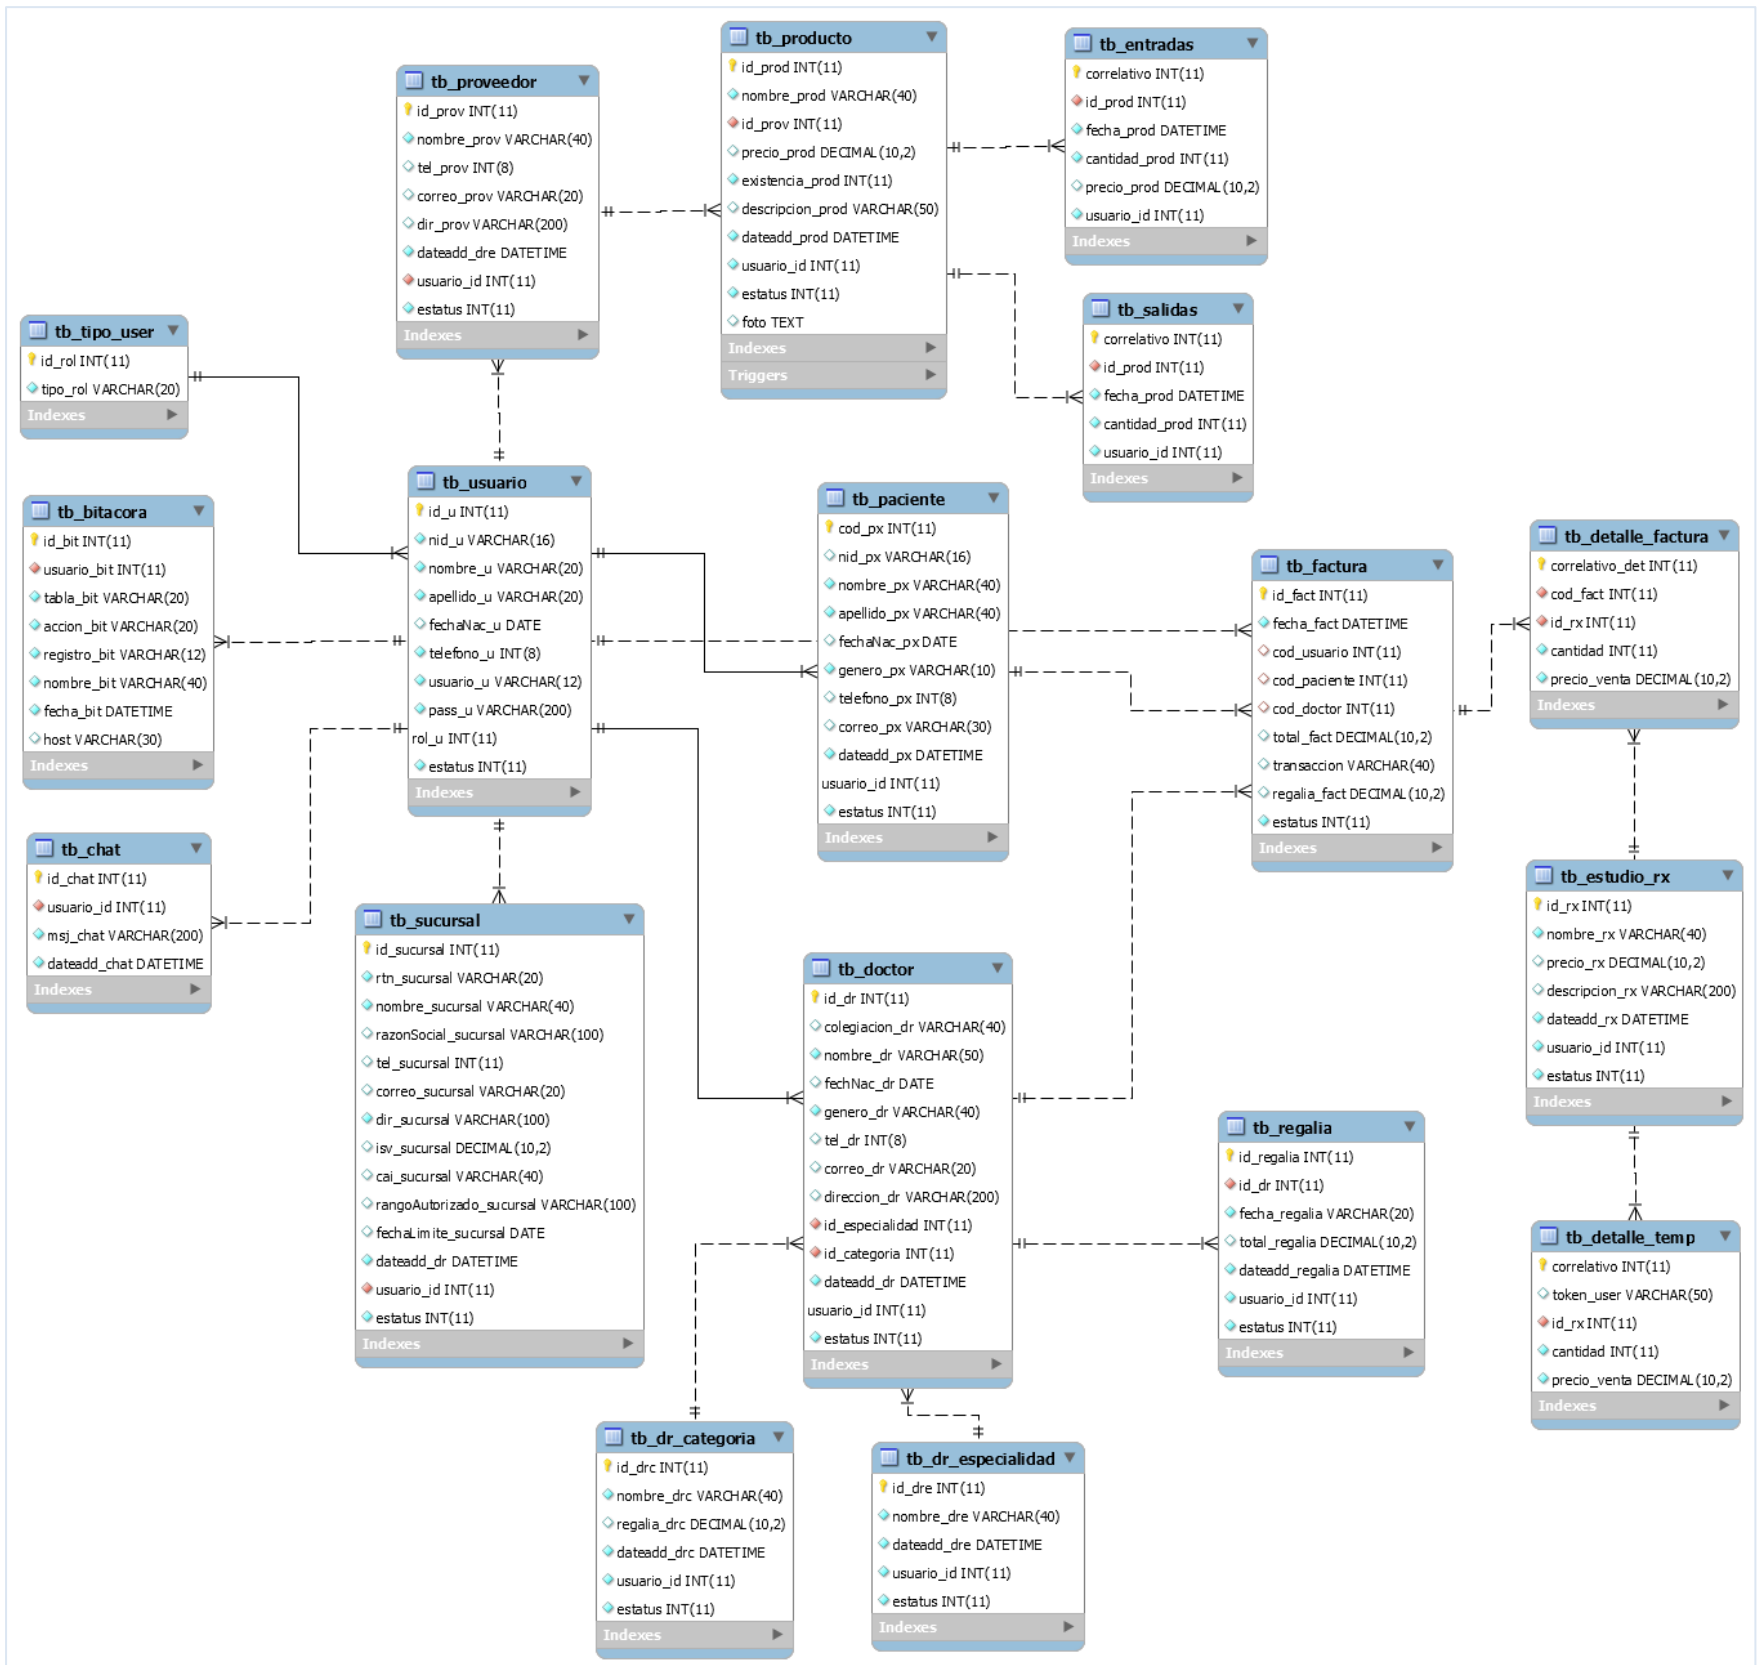 tb_proveedor
id_prov INT(11)
nombre_prov VARCHAR(40)
tel_prov INT(8)
correo_prov VARCHAR(20)
dir_prov VARCHAR(200)
dateadd_dre DATETIME
usuario_id INT(11)
estatus INT(11)
Indexes
tb_producto
id_prod INT(11)
nombre_prod VARCHAR(40)
id_prov INT(11)
precio_prod DECIMAL(10,2)
existencia_prod INT(11)
descripcion_prod VARCHAR(50)
dateadd_prod DATETIME
usuario_id INT(11)
estatus INT(11)
foto TEXT
Indexes
Triggers
tb_entradas
correlativo INT(11)
id_prod INT(11)
fecha_prod DATETIME
cantidad_prod INT(11)
precio_prod DECIMAL(10,2)
usuario_id INT(11)
Indexes
tb_salidas
correlativo INT(11)
id_prod INT(11)
fecha_prod DATETIME
cantidad_prod INT(11)
usuario_id INT(11)
Indexes
tb_tipo_user
id_rol INT(11)
tipo_rol VARCHAR(20)
Indexes
tb_bitacora
id_bit INT(11)
usuario_bit INT(11)
tabla_bit VARCHAR(20)
accion_bit VARCHAR(20)
registro_bit VARCHAR(12)
nombre_bit VARCHAR(40)
fecha_bit DATETIME
host VARCHAR(30)
Indexes
tb_usuario
id_u INT(11)
nid_u VARCHAR(16)
nombre_u VARCHAR(20)
apellido_u VARCHAR(20)
fechaNac_u DATE
telefono_u INT(8)
usuario_u VARCHAR(12)
pass_u VARCHAR(200)
rol_u INT(11)
estatus INT(11)
Indexes
tb_paciente
cod_px INT(11)
nid_px VARCHAR(16)
nombre_px VARCHAR(40)
apellido_px VARCHAR(40)
fechaNac_px DATE
genero_px VARCHAR(10)
telefono_px INT(8)
correo_px VARCHAR(30)
dateadd_px DATETIME
usuario_id INT(11)
estatus INT(11)
Indexes
tb_factura
id_fact INT(11)
fecha_fact DATETIME
cod_usuario INT(11)
cod_paciente INT(11)
cod_doctor INT(11)
total_fact DECIMAL(10,2)
transaccion VARCHAR(40)
regalia_fact DECIMAL(10,2)
estatus INT(11)
Indexes
tb_detalle_factura
correlativo_det INT(11)
cod_fact INT(11)
id_rx INT(11)
cantidad INT(11)
precio_venta DECIMAL(10,2)
Indexes
tb_chat
id_chat INT(11)
usuario_id INT(11)
msj_chat VARCHAR(200)
dateadd_chat DATETIME
Indexes
tb_sucursal
id_sucursal INT(11)
rtn_sucursal VARCHAR(20)
nombre_sucursal VARCHAR(40)
razonSocial_sucursal VARCHAR(100)
tel_sucursal INT(11)
correo_sucursal VARCHAR(20)
dir_sucursal VARCHAR(100)
isv_sucursal DECIMAL(10,2)
cai_sucursal VARCHAR(40)
rangoAutorizado_sucursal VARCHAR(100)
fechaLimite_sucursal DATE
dateadd_dr DATETIME
usuario_id INT(11)
estatus INT(11)
Indexes
tb_doctor
id_dr INT(11)
colegiacion_dr VARCHAR(40)
nombre_dr VARCHAR(50)
fechNac_dr DATE
genero_dr VARCHAR(40)
tel_dr INT(8)
correo_dr VARCHAR(20)
direccion_dr VARCHAR(200)
id_especialidad INT(11)
id_categoria INT(11)
dateadd_dr DATETIME
usuario_id INT(11)
estatus INT(11)
Indexes
tb_estudio_rx
id_rx INT(11)
nombre_rx VARCHAR(40)
precio_rx DECIMAL(10,2)
descripcion_rx VARCHAR(200)
dateadd_rx DATETIME
usuario_id INT(11)
estatus INT(11)
Indexes
tb_regalia
id_regalia INT(11)
id_dr INT(11)
fecha_regalia VARCHAR(20)
total_regalia DECIMAL(10,2)
dateadd_regalia DATETIME
usuario_id INT(11)
estatus INT(11)
Indexes
tb_detalle_temp
correlativo INT(11)
token_user VARCHAR(50)
id_rx INT(11)
cantidad INT(11)
precio_venta DECIMAL(10,2)
Indexes
tb_dr_categoria
id_drc INT(11)
nombre_drc VARCHAR(40)
regalia_drc DECIMAL(10,2)
dateadd_drc DATETIME
usuario_id INT(11)
estatus INT(11)
Indexes
tb_dr_especialidad
id_dre INT(11)
nombre_dre VARCHAR(40)
dateadd_dre DATETIME
usuario_id INT(11)
estatus INT(11)
Indexes